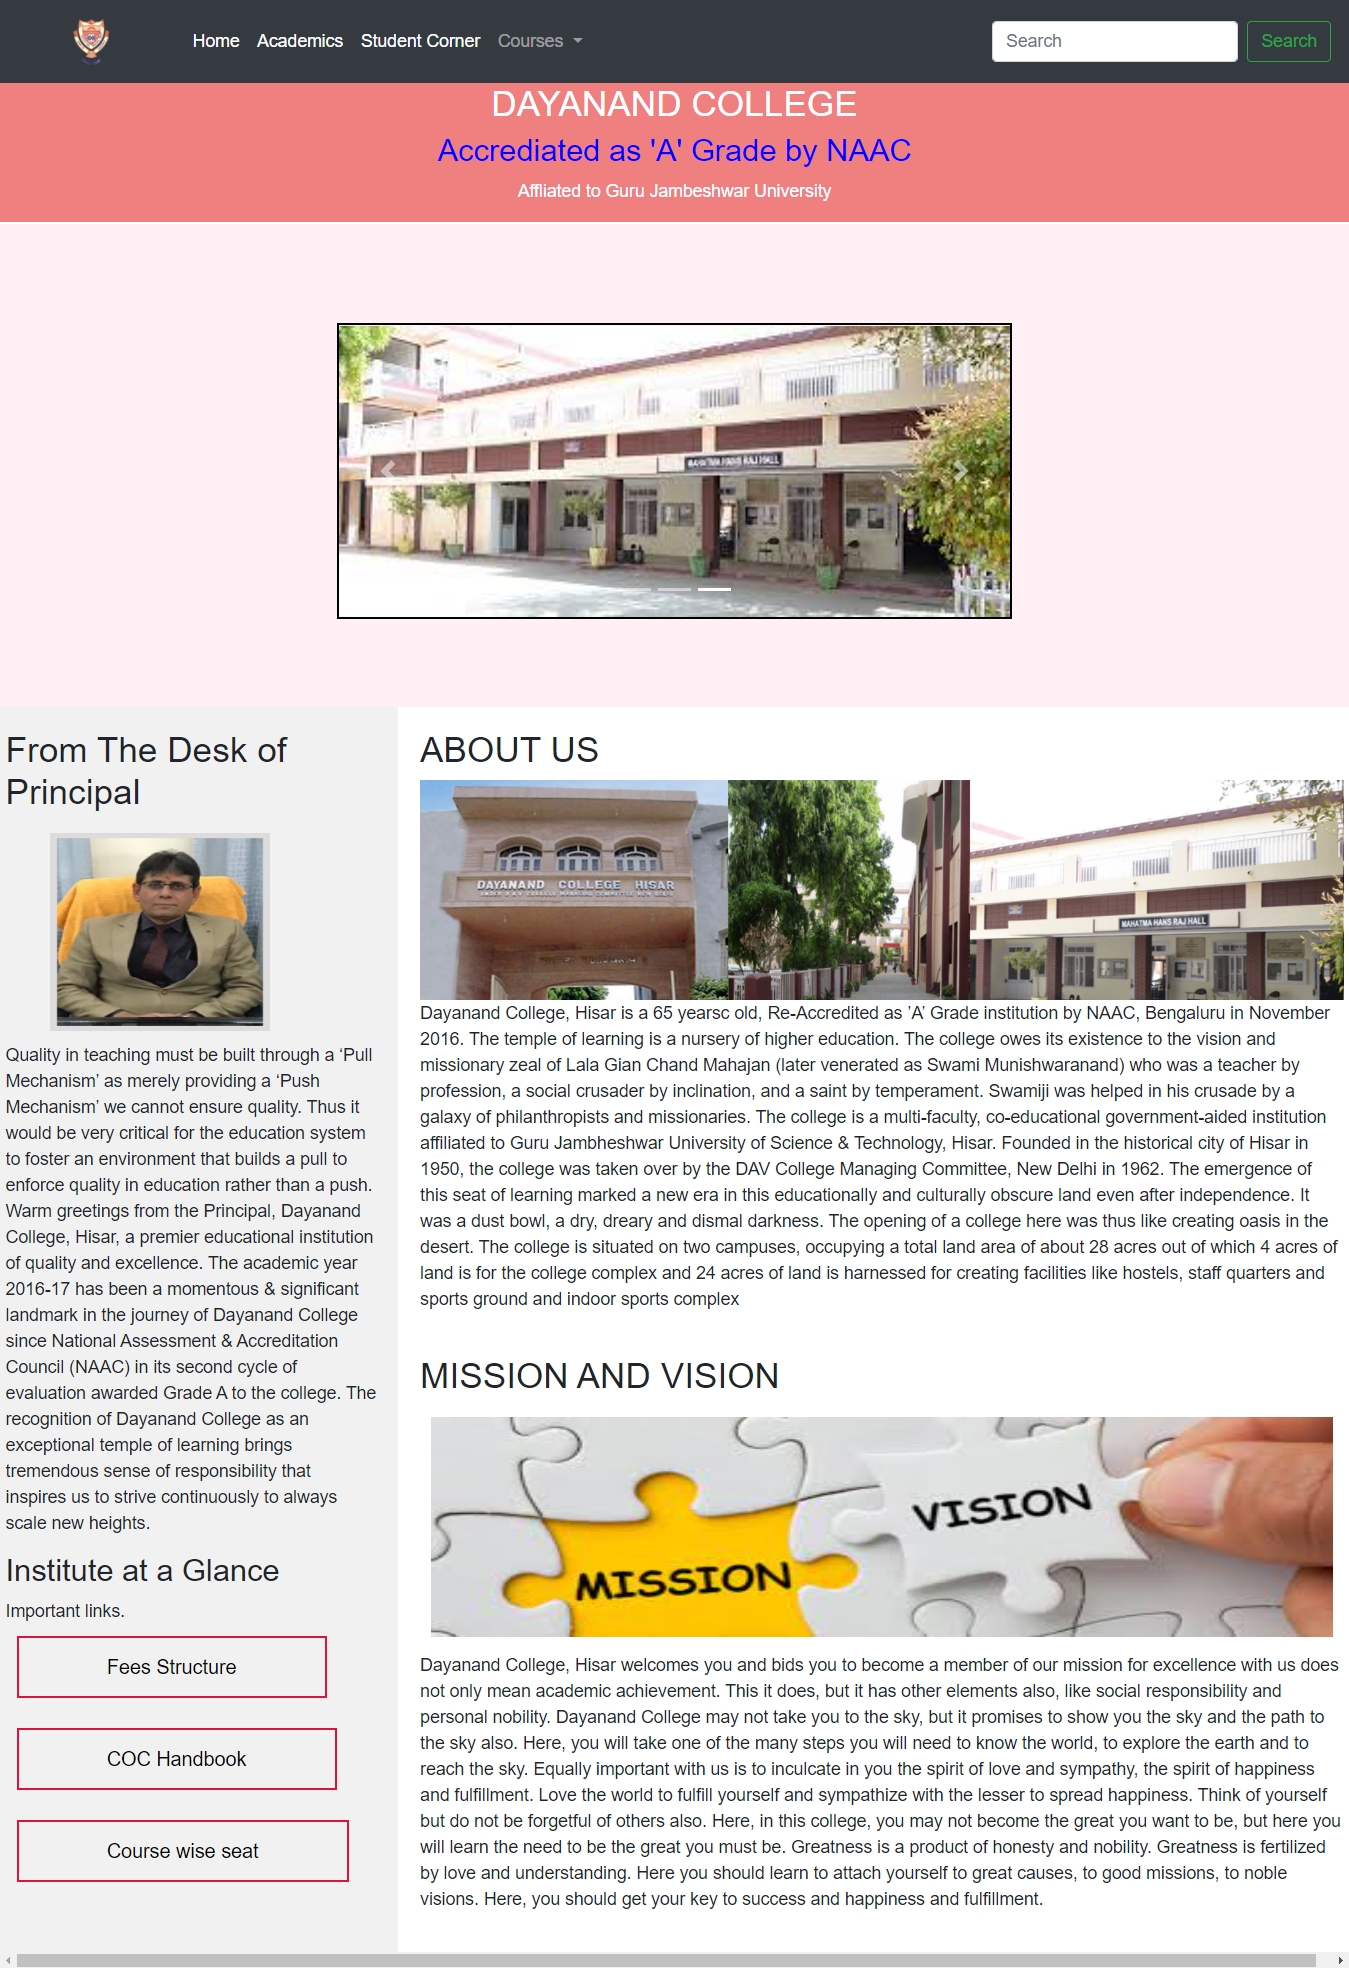 Home Academics Student Corner Courses
Search
Search
DAYANAND COLLEGE
Accrediated as 'A' Grade by NAAC
Affliated to Guru Jambeshwar University
MAHATMA HANS RAJ HALL
From The Desk of
Principal
Quality in teaching must be built through a ‘Pull
Mechanism’ as merely providing a ‘Push
Mechanism’ we cannot ensure quality. Thus it
would be very critical for the education system
to foster an environment that builds a pull to
enforce quality in education rather than a push.
Warm greetings from the Principal, Dayanand
College, Hisar, a premier educational institution
of quality and excellence. The academic year
2016-17 has been a momentous & significant
landmark in the journey of Dayanand College
since National Assessment & Accreditation
Council (NAAC) in its second cycle of
evaluation awarded Grade A to the college. The
recognition of Dayanand College as an
exceptional temple of learning brings
tremendous sense of responsibility that
inspires us to strive continuously to always
scale new heights.
Institute at a Glance
Important links.
Fees Structure
COC Handbook
Course wise seat
ABOUT US
DAYANAND COLLEGE HISAR
MAHATMA HANS RAJ HALL
Dayanand College, Hisar is a 65 yearsc old, Re-Accredited as ’A’ Grade institution by NAAC, Bengaluru in November
2016. The temple of learning is a nursery of higher education. The college owes its existence to the vision and
missionary zeal of Lala Gian Chand Mahajan (later venerated as Swami Munishwaranand) who was a teacher by
profession, a social crusader by inclination, and a saint by temperament. Swamiji was helped in his crusade by a
galaxy of philanthropists and missionaries. The college is a multi-faculty, co-educational government-aided institution
affiliated to Guru Jambheshwar University of Science & Technology, Hisar. Founded in the historical city of Hisar in
1950, the college was taken over by the DAV College Managing Committee, New Delhi in 1962. The emergence of
this seat of learning marked a new era in this educationally and culturally obscure land even after independence. It
was a dust bowl, a dry, dreary and dismal darkness. The opening of a college here was thus like creating oasis in the
desert. The college is situated on two campuses, occupying a total land area of about 28 acres out of which 4 acres of
land is for the college complex and 24 acres of land is harnessed for creating facilities like hostels, staff quarters and
sports ground and indoor sports complex
MISSION AND VISION
VISION
MISSION
Dayanand College, Hisar welcomes you and bids you to become a member of our mission for excellence with us does
not only mean academic achievement. This it does, but it has other elements also, like social responsibility and
personal nobility. Dayanand College may not take you to the sky, but it promises to show you the sky and the path to
the sky also. Here, you will take one of the many steps you will need to know the world, to explore the earth and to
reach the sky. Equally important with us is to inculcate in you the spirit of love and sympathy, the spirit of happiness
and fulfillment. Love the world to fulfill yourself and sympathize with the lesser to spread happiness. Think of yourself
but do not be forgetful of others also. Here, in this college, you may not become the great you want to be, but here you
will learn the need to be the great you must be. Greatness is a product of honesty and nobility. Greatness is fertilized
by love and understanding. Here you should learn to attach yourself to great causes, to good missions, to noble
visions. Here, you should get your key to success and happiness and fulfillment.